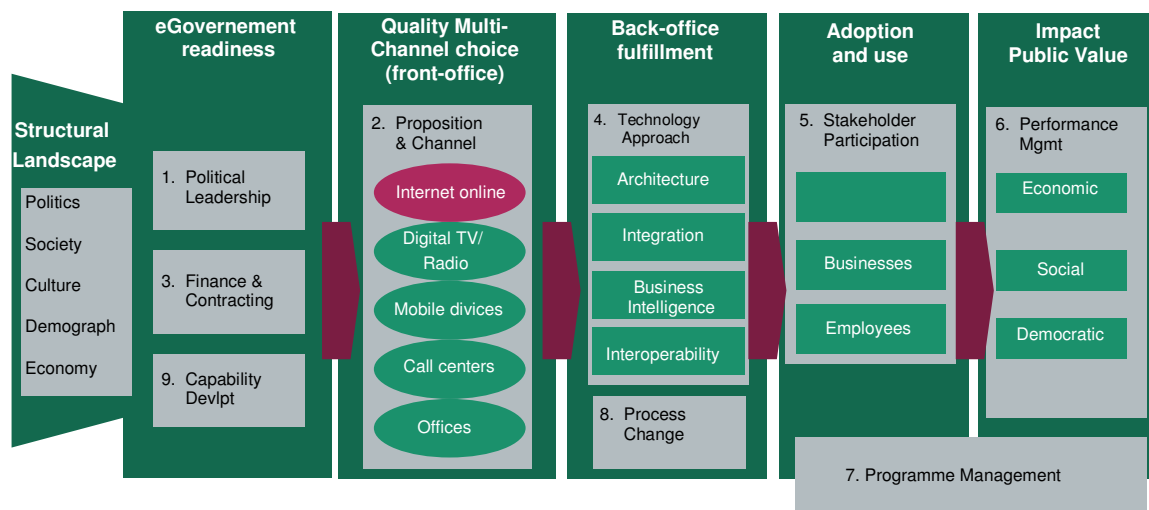 Structural
Landscape
Politics
Society
Culture
Demograph
Economy
eGovernement
readiness
1. Political
Leadership
3. Finance &
Contracting
9. Capability
Devlpt
Quality Multi-
Channel choice
(front-office)
2. Proposition
& Channel
Internet online
Digital TV/
Radio
Mobile divices
Call centers
Offices
Back-office
fulfillment
4. Technology
Approach
Architecture
Integration
Business
Intelligence
Interoperability
8. Process
Change
Adoption
and use
5. Stakeholder
Participation
Businesses
Employees
Impact
Public Value
6. Performance
Mgmt
Economic
Social
Democratic
7. Programme Management